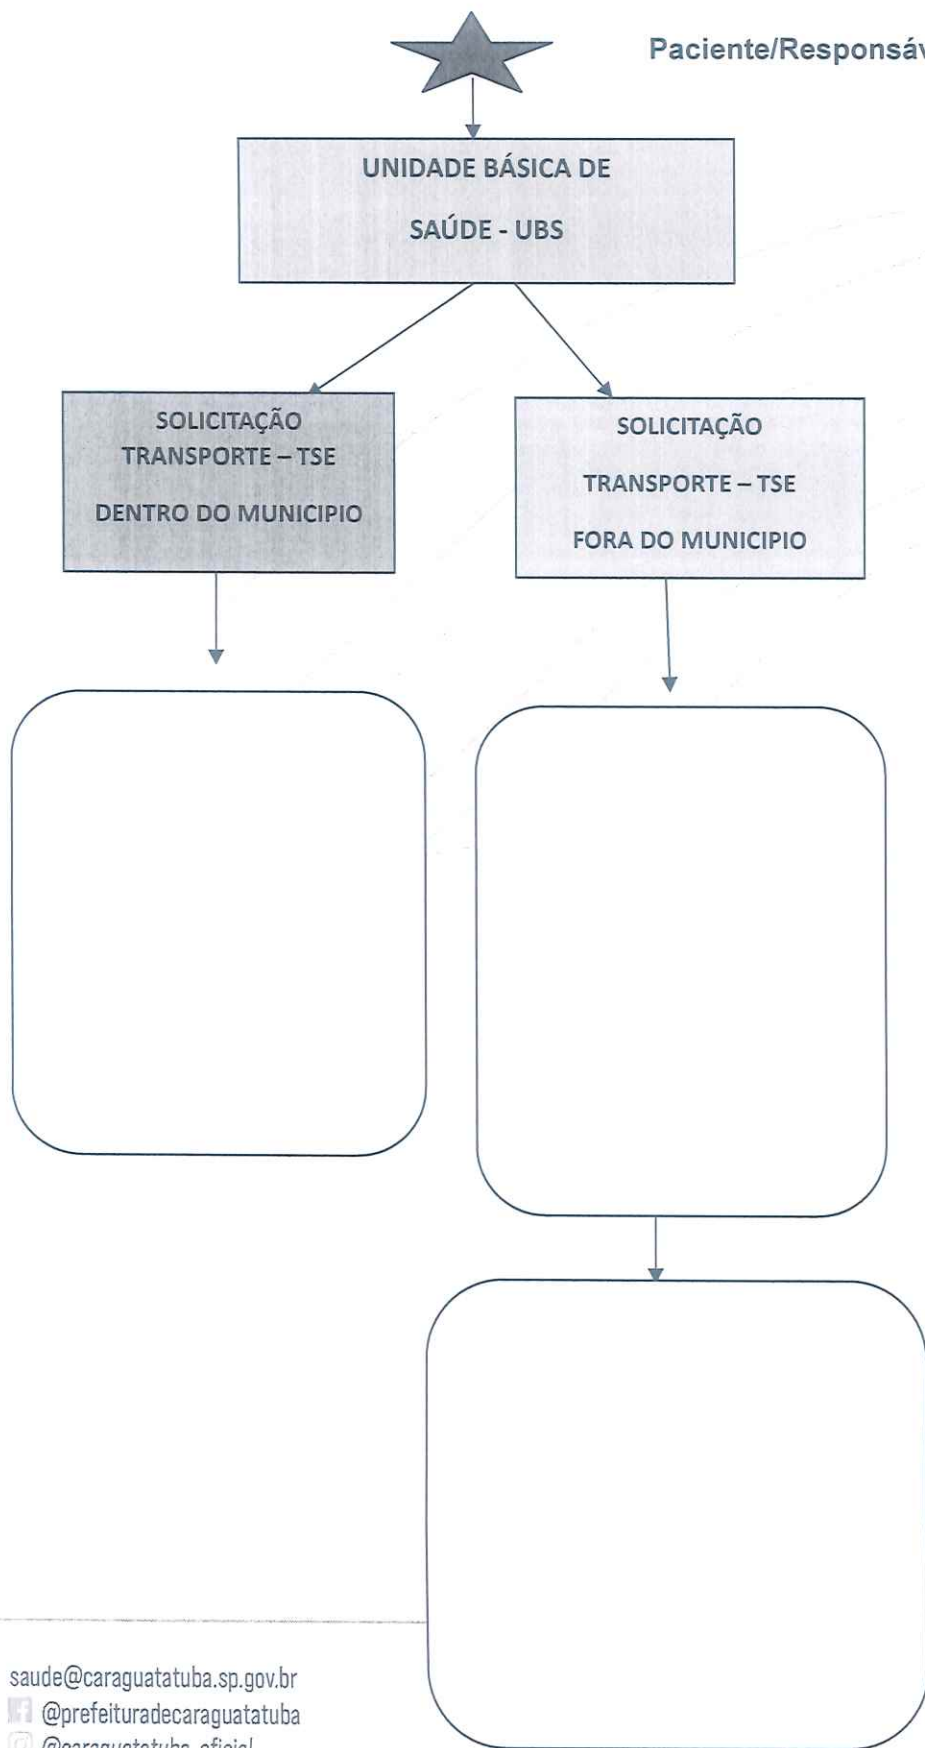 Paciente/Responsáv
UNIDADE BÁSICA DE
SAÚDE - UBS
SOLICITAÇÃO
TRANSPORTE – TSE
DENTRO DO MUNICIPIO
SOLICITAÇÃO
TRANSPORTE – TSE
FORA DO MUNICIPIO
saude@caraguatatuba.sp.gov.br
@prefeituradecaraguatatuba
@caraguatatuba_oficial